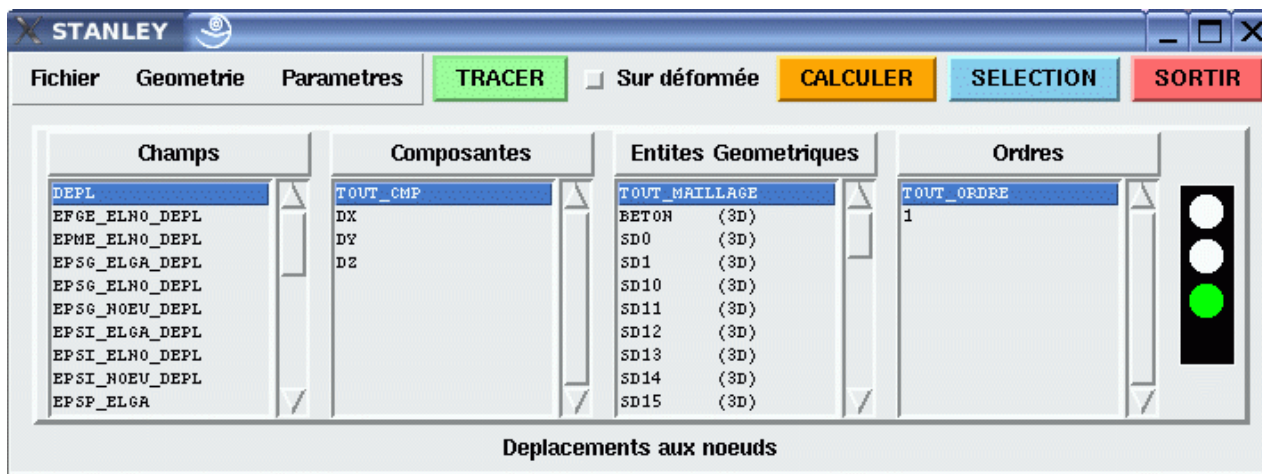 STANLEY
Fichier Geometrie Parametres TRACER Sur déformée CALCULER SELECTION SORTIR
Champs Composantes Entites Geometriques Ordres
DEPL TOUT_CMP TOUT_MAILLAGE TOUT_ORDRE
EFGE_ELNO_DEPL DX BETON (3D) 1
EPME_ELNO_DEPL DY SD0 (3D)
EPSG_ELGA_DEPL DZ SD1 (3D)
EPSG_ELNO_DEPL SD10 (3D)
EPSG_NOEU_DEPL SD11 (3D)
EPSI_ELGA_DEPL SD12 (3D)
EPSI_ELNO_DEPL SD13 (3D)
EPSI_NOEU_DEPL SD14 (3D)
EPSP_ELGA SD15 (3D)
Deplacements aux noeuds